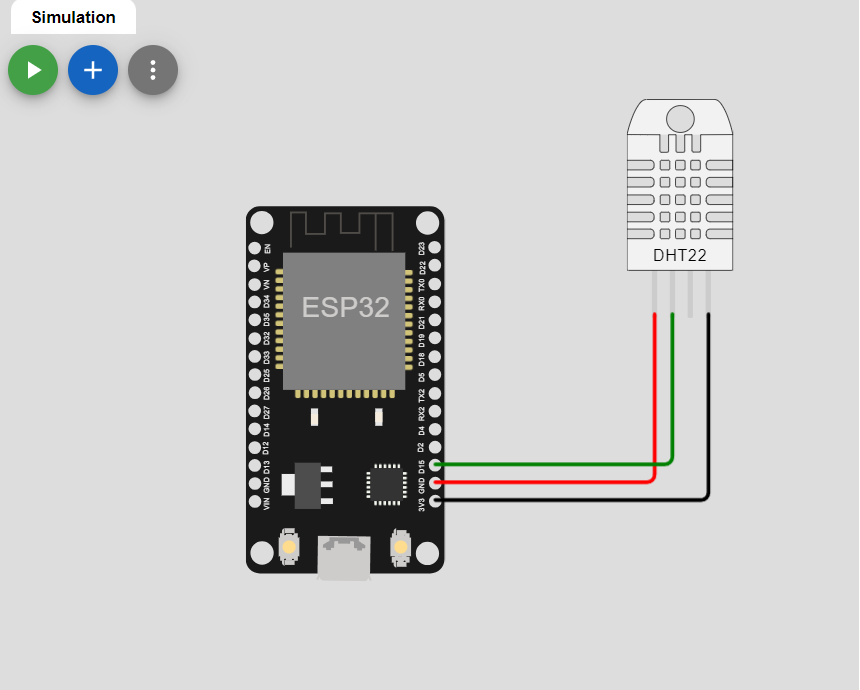 Simulation
DHT22
ESP32
EN
VP
VN
D34
D35
D32
D33
D25
D26
D27
D14
D12
D13
GND
VIN
D23
D22
TX0
RX0
D21
D19
D18
D5
TX2
RX2
D4
D2
D15
GND
3V3